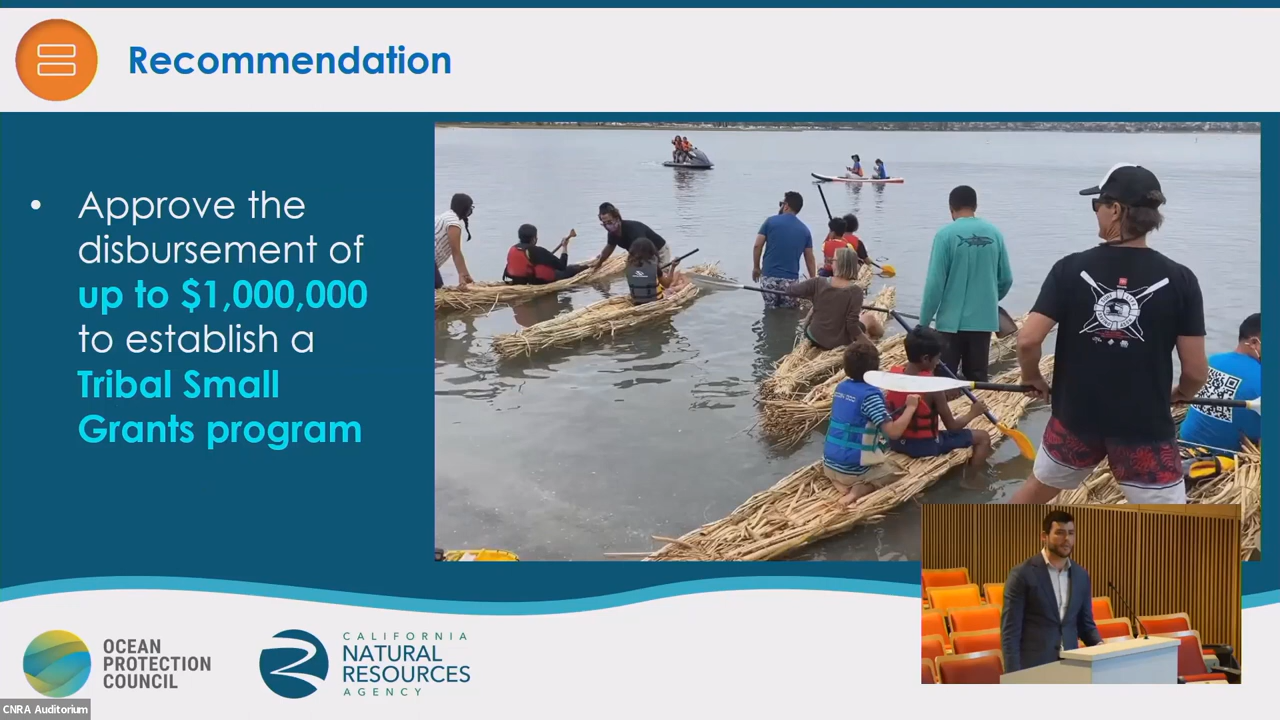 Recommendation
• Approve the
disbursement of
up to $1,000,000
to establish a
Tribal Small
Grants program
OCEAN
PROTECTION
COUNCIL
CALIFORNIA
NATURAL
RESOURCES
AGENCY
CNRA Auditorium